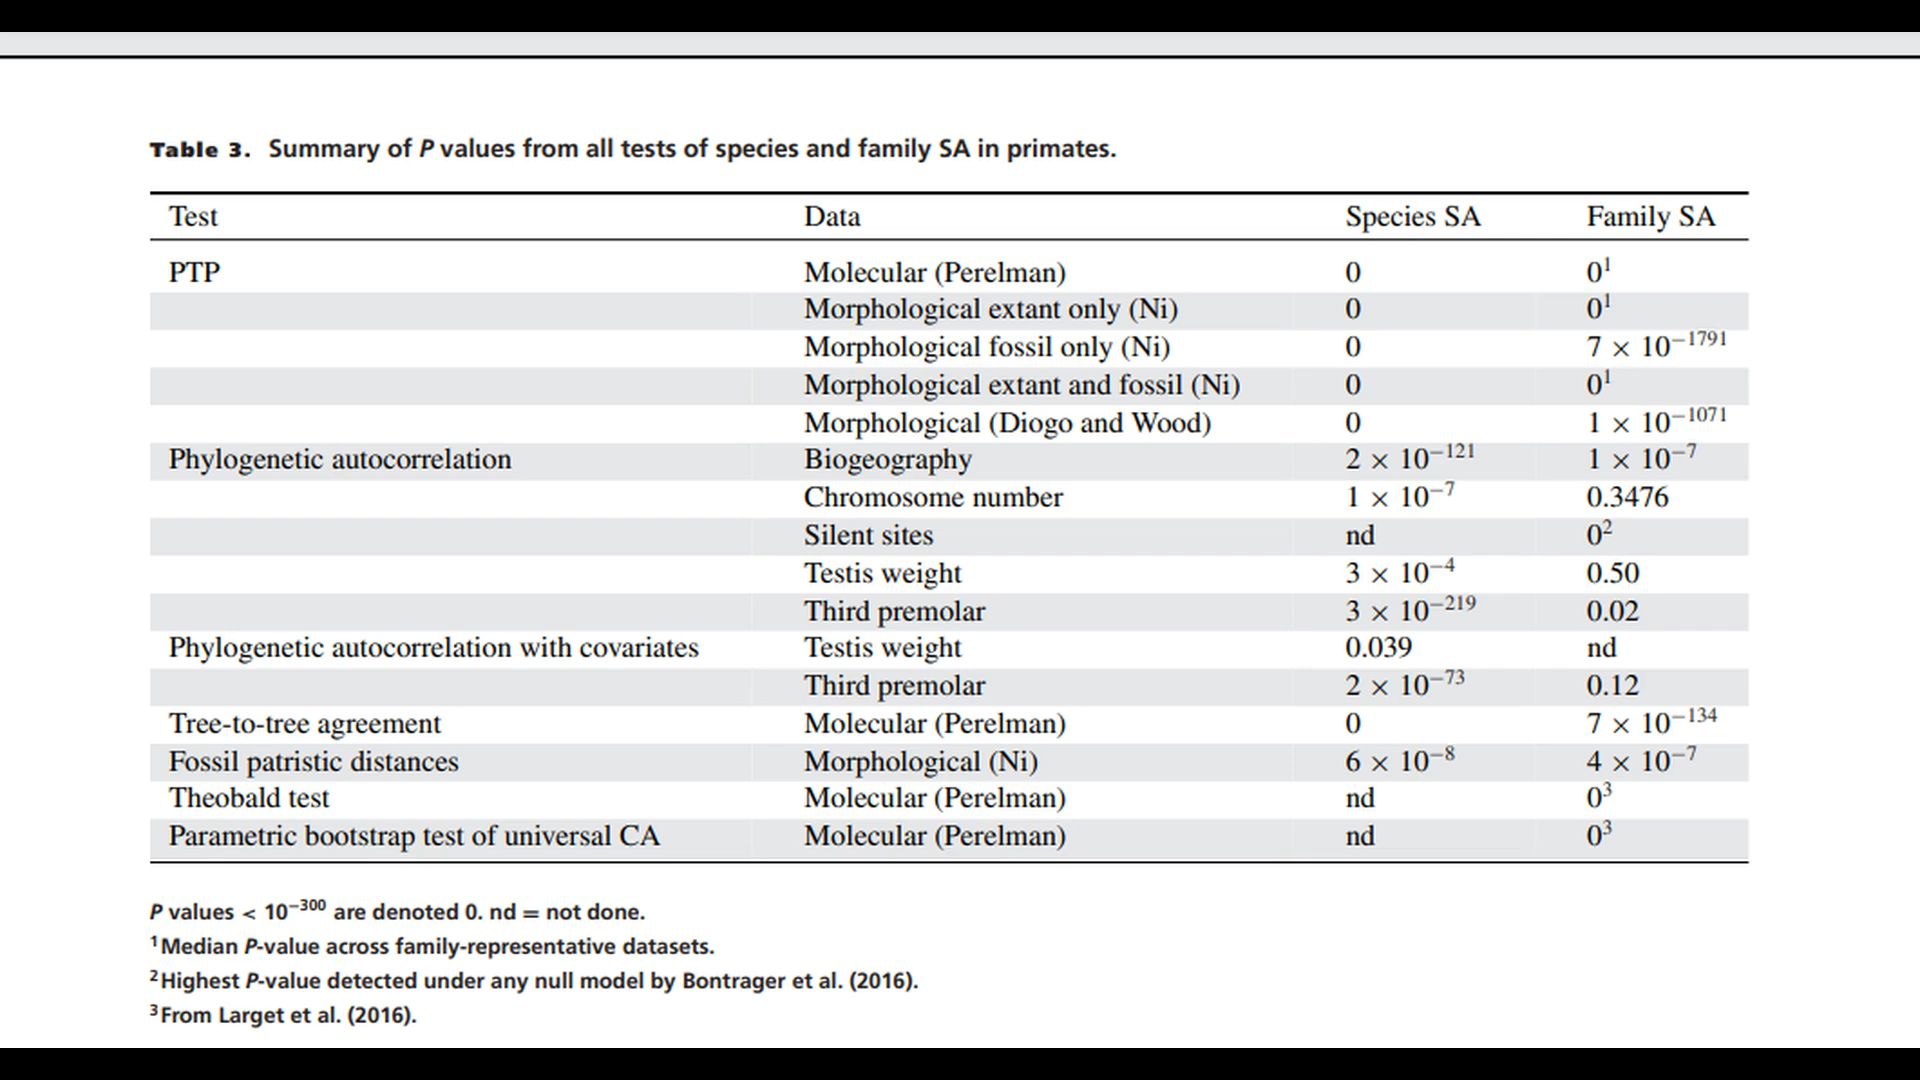 Table 3. Summary of P values from all tests of species and family SA in primates.
Test Data Species SA Family SA
PTP Molecular (Perelman) 0 0¹
Morphological extant only (Ni) 0 0¹
Morphological fossil only (Ni) 0 7 × 10⁻¹⁷⁹¹
Morphological extant and fossil (Ni) 0 0¹
Morphological (Diogo and Wood) 0 1 × 10⁻¹⁰⁷¹
Phylogenetic autocorrelation Biogeography 2 × 10⁻¹²¹ 1 × 10⁻⁷
Chromosome number 1 × 10⁻⁷ 0.3476
Silent sites nd 0²
Testis weight 3 × 10⁻⁴ 0.50
Third premolar 3 × 10⁻²¹⁹ 0.02
Phylogenetic autocorrelation with covariates Testis weight 0.039 nd
Third premolar 2 × 10⁻⁷³ 0.12
Tree-to-tree agreement Molecular (Perelman) 0 7 × 10⁻¹³⁴
Fossil patristic distances Morphological (Ni) 6 × 10⁻⁸ 4 × 10⁻⁷
Theobald test Molecular (Perelman) nd 0³
Parametric bootstrap test of universal CA Molecular (Perelman) nd 0³
P values < 10⁻³⁰⁰ are denoted 0. nd = not done.
¹Median P-value across family-representative datasets.
²Highest P-value detected under any null model by Bontrager et al. (2016).
³From Larget et al. (2016).